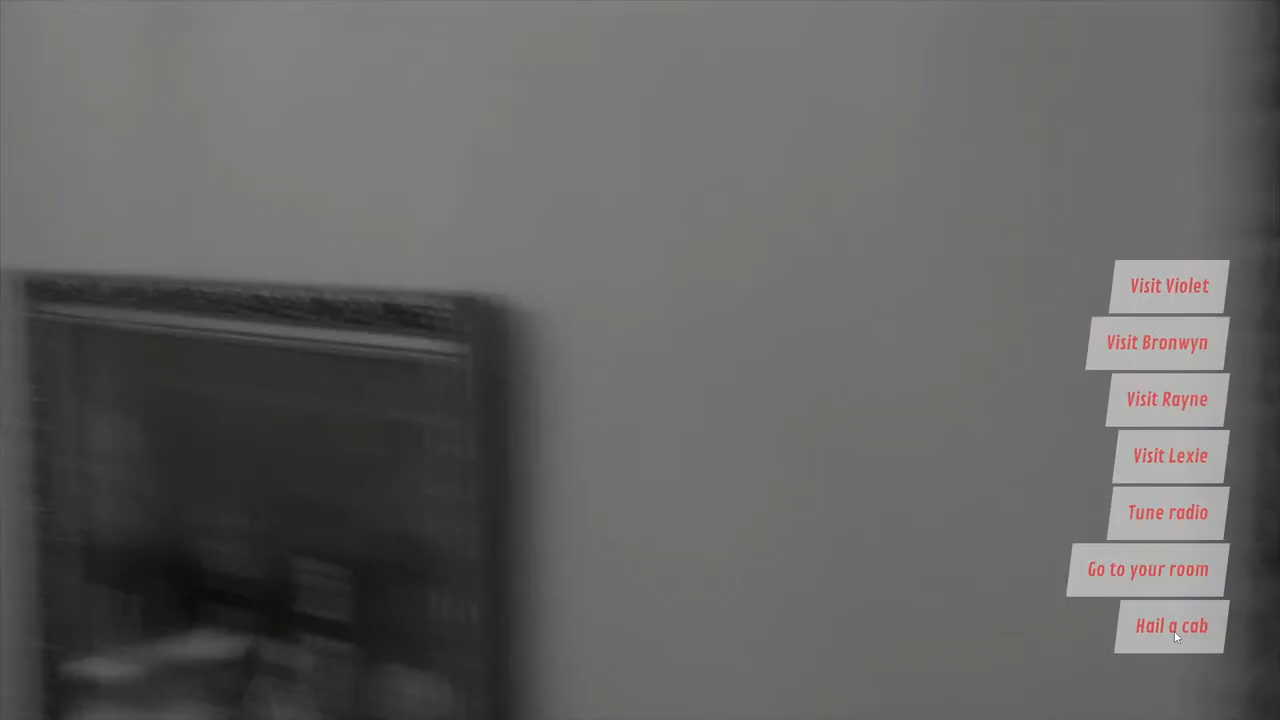 Visit Violet
Visit Bronwyn
Visit Rayne
Visit Lexie
Tune radio
Go to your room
Hail a cab